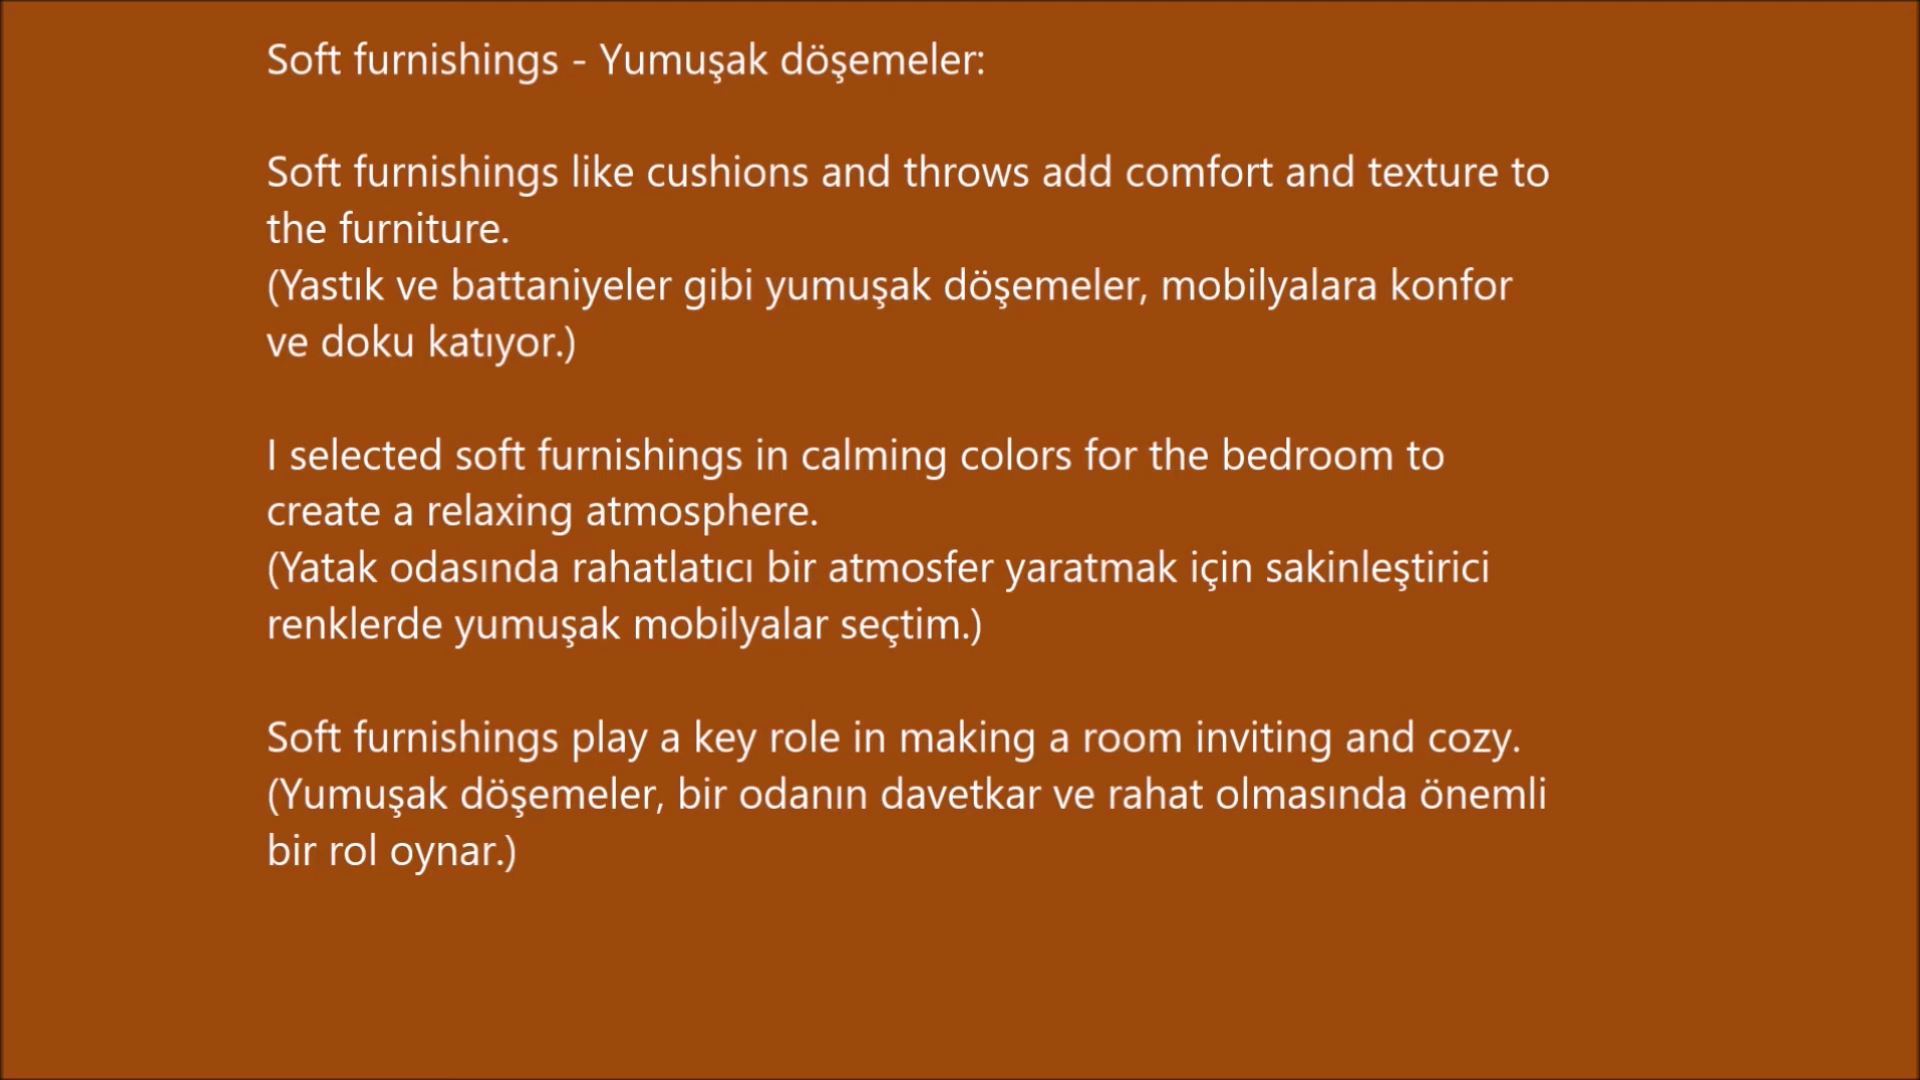 Soft furnishings - Yumuşak döşemeler:
Soft furnishings like cushions and throws add comfort and texture to
the furniture.
(Yastık ve battaniyeler gibi yumuşak döşemeler, mobilyalara konfor
ve doku katıyor.)
I selected soft furnishings in calming colors for the bedroom to
create a relaxing atmosphere.
(Yatak odasında rahatlatıcı bir atmosfer yaratmak için sakinleştirici
renklerde yumuşak mobilyalar seçtim.)
Soft furnishings play a key role in making a room inviting and cozy.
(Yumuşak döşemeler, bir odanın davetkar ve rahat olmasında önemli
bir rol oynar.)